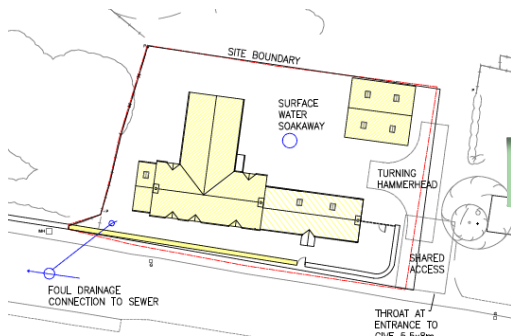 SITE BOUNDARY
SURFACE
WATER
SOAKAWAY
TURNING
HAMMERHEAD
SHARED
ACCESS
FOUL DRAINAGE
CONNECTION TO SEWER
THROAT AT
ENTRANCE TO